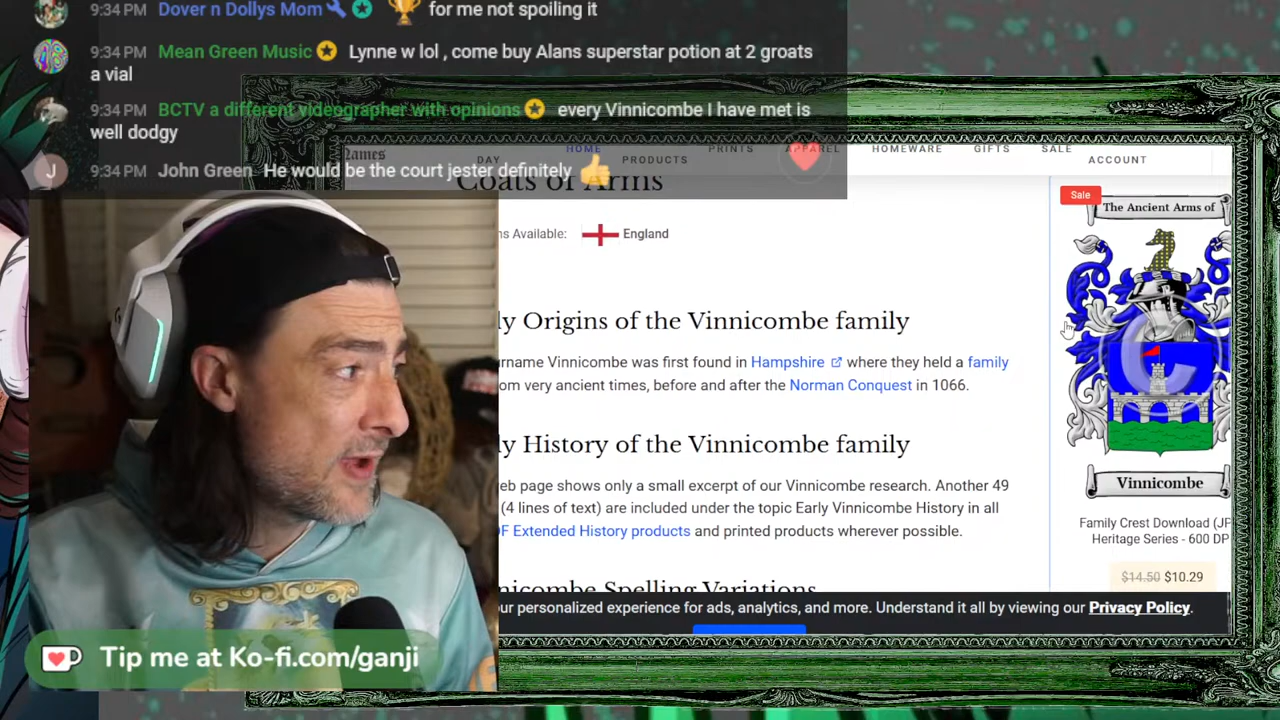 9:34 PM Dover n Dollys Mom for me not spoiling it
9:34 PM Mean Green Music Lynne w lol , come buy Alans superstar potion at 2 groats
a vial
9:34 PM BCTV a different videographer with opinions every Vinnicombe I have met is
well dodgy
J 9:34 PM John Green He would be the court jester definitely
DAY
HOME
PRODUCTS
PRINTS
APPAREL
HOMEWARE
GIFTS
SALE
ACCOUNT
Coats of Arms
Available: England
Origins of the Vinnicombe family
Vinnicombe was first found in Hampshire where they held a family
very ancient times, before and after the Norman Conquest in 1066.
History of the Vinnicombe family
page shows only a small excerpt of our Vinnicombe research. Another 49
(4 lines of text) are included under the topic Early Vinnicombe History in all
Extended History products and printed products wherever possible.
Spelling Variations
personalized experience for ads, analytics, and more. Understand it all by viewing our Privacy Policy.
Sale
The Ancient Arms of
C
Vinnicombe
Family Crest Download (JP
Heritage Series - 600 DP
$14.50 $10.29
Tip me at Ko-fi.com/ganji